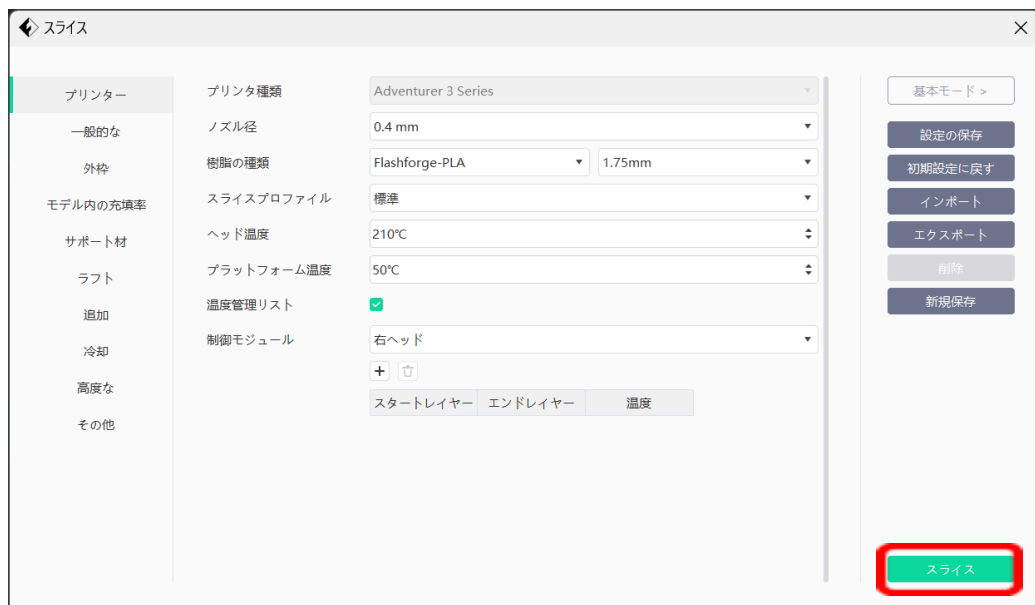 スライス
プリンター
一般的な
外枠
モデル内の充填率
サポート材
ラフト
追加
冷却
高度な
その他
プリンタ種類 Adventurer 3 Series
ノズル径 0.4 mm
樹脂の種類 Flashforge-PLA 1.75mm
スライスプロファイル 標準
ヘッド温度 210℃
プラットフォーム温度 50℃
温度管理リスト
制御モジュール 右ヘッド
スタートレイヤー エンドレイヤー 温度
基本モード >
設定の保存
初期設定に戻す
インポート
エクスポート
削除
新規保存
スライス